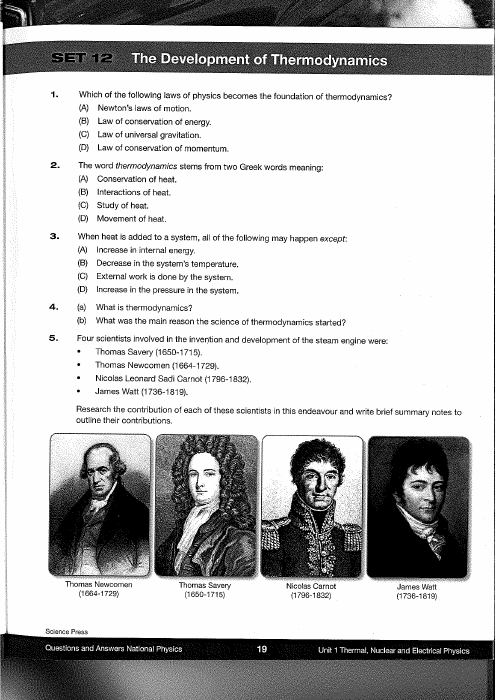 SET 12 The Development of Thermodynamics
1. Which of the following laws of physics becomes the foundation of thermodynamics?
(A) Newton's laws of motion.
(B) Law of conservation of energy.
(C) Law of universal gravitation.
(D) Law of conservation of momentum.
2. The word thermodynamics stems from two Greek words meaning:
(A) Conservation of heat.
(B) Interactions of heat.
(C) Study of heat.
(D) Movement of heat.
3. When heat is added to a system, all of the following may happen except:
(A) Increase in internal energy.
(B) Decrease in the system's temperature.
(C) External work is done by the system.
(D) Increase in the pressure in the system.
4. (a) What is thermodynamics?
(b) What was the main reason the science of thermodynamics started?
5. Four scientists involved in the invention and development of the steam engine were:
• Thomas Savery (1650-1715).
• Thomas Newcomen (1664-1729).
• Nicolas Leonard Sadi Carnot (1796-1832).
• James Watt (1736-1819).
Research the contribution of each of these scientists in this endeavour and write brief summary notes to
outline their contributions.
Thomas Newcomen Thomas Savery Nicolas Carnot James Watt
(1664-1729) (1650-1715) (1796-1832) (1736-1819)
Science Press
Questions and Answers National Physics 19 Unit 1 Thermal, Nuclear and Electrical Physics